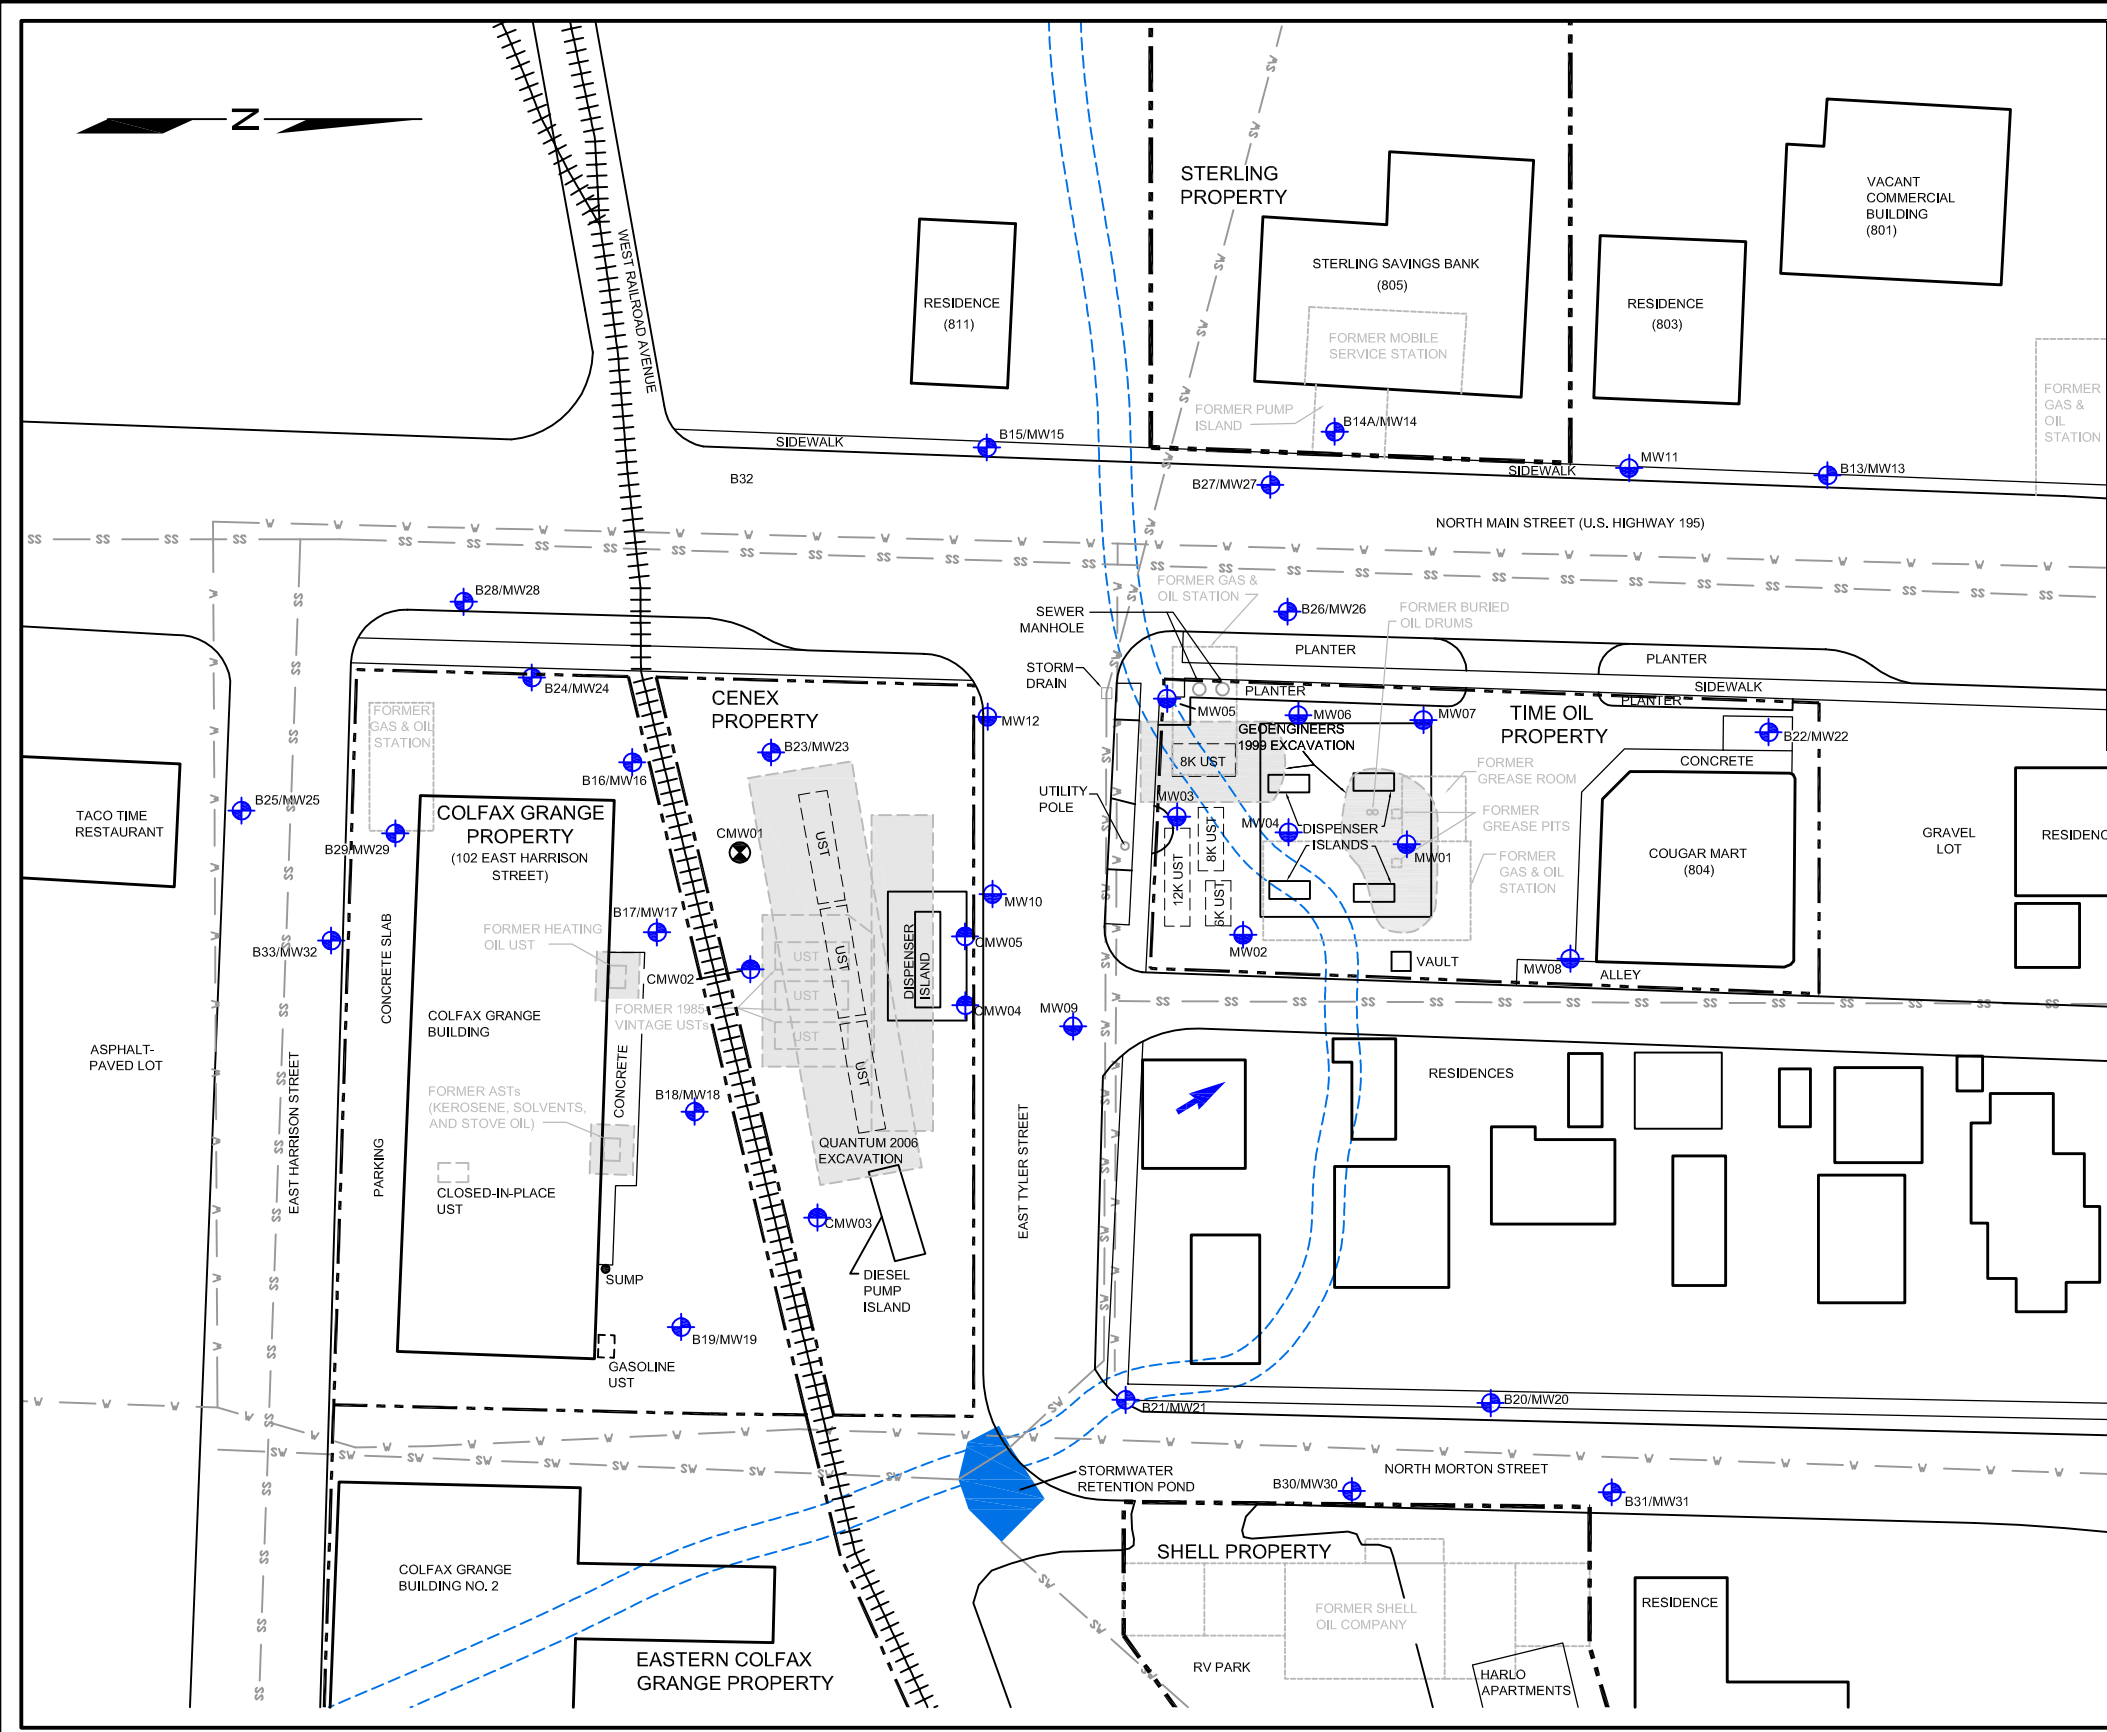 N
STERLING
PROPERTY
STERLING SAVINGS BANK
(805)
FORMER MOBILE
SERVICE STATION
FORMER PUMP
ISLAND
B14A/MW14
VACANT
COMMERCIAL
BUILDING
(801)
RESIDENCE
(803)
RESIDENCE
(811)
FORMER
GAS &
OIL
STATION
WEST RAILROAD AVENUE
SIDEWALK
B15/MW15
B32
B27/MW27
SIDEWALK
MW11
B13/MW13
NORTH MAIN STREET (U.S. HIGHWAY 195)
B28/MW28
FORMER GAS &
OIL STATION
SEWER
MANHOLE
B26/MW26
FORMER BURIED
OIL DRUMS
PLANTER
PLANTER
SIDEWALK
PLANTER
PLANTER
STORM
DRAIN
B24/MW24
CENEX
PROPERTY
MW12
MW05
MW06
MW07
TIME OIL
PROPERTY
B22/MW22
GEOENGINEERS
1999 EXCAVATION
8K UST
CONCRETE
FORMER
GREASE ROOM
FORMER
GREASE PITS
FORMER
GAS & OIL
STATION
FORMER
GAS & OIL
STATION
B23/MW23
B16/MW16
UTILITY
POLE
MW03
MW04
DISPENSER
ISLANDS
MW01
8K UST
12K UST
6K UST
MW02
COUGAR MART
(804)
GRAVEL
LOT
RESIDENC
TACO TIME
RESTAURANT
B25/MW25
B29/MW29
COLFAX GRANGE
PROPERTY
(102 EAST HARRISON
STREET)
CMW01
UST
UST
UST
MW10
B17/MW17
B33/MW32
CONCRETE SLAB
FORMER HEATING
OIL UST
CMW02
UST
UST
UST
DISPENSER
ISLAND
CMW05
CMW04
MW09
VAULT
MW08
ALLEY
FORMER 1985
VINTAGE USTs
COLFAX GRANGE
BUILDING
ASPHALT-
PAVED LOT
EAST HARRISON STREET
CONCRETE
RESIDENCES
FORMER ASTs
(KEROSENE, SOLVENTS,
AND STOVE OIL)
B18/MW18
EAST TYLER STREET
QUANTUM 2006
EXCAVATION
PARKING
CLOSED-IN-PLACE
UST
CMW03
SUMP
DIESEL
PUMP
ISLAND
B19/MW19
GASOLINE
UST
B21/MW21
B20/MW20
STORMWATER
RETENTION POND
NORTH MORTON STREET
B30/MW30
B31/MW31
SHELL PROPERTY
COLFAX GRANGE
BUILDING NO. 2
FORMER SHELL
OIL COMPANY
RESIDENCE
EASTERN COLFAX
GRANGE PROPERTY
RV PARK
HARLO
APARTMENTS